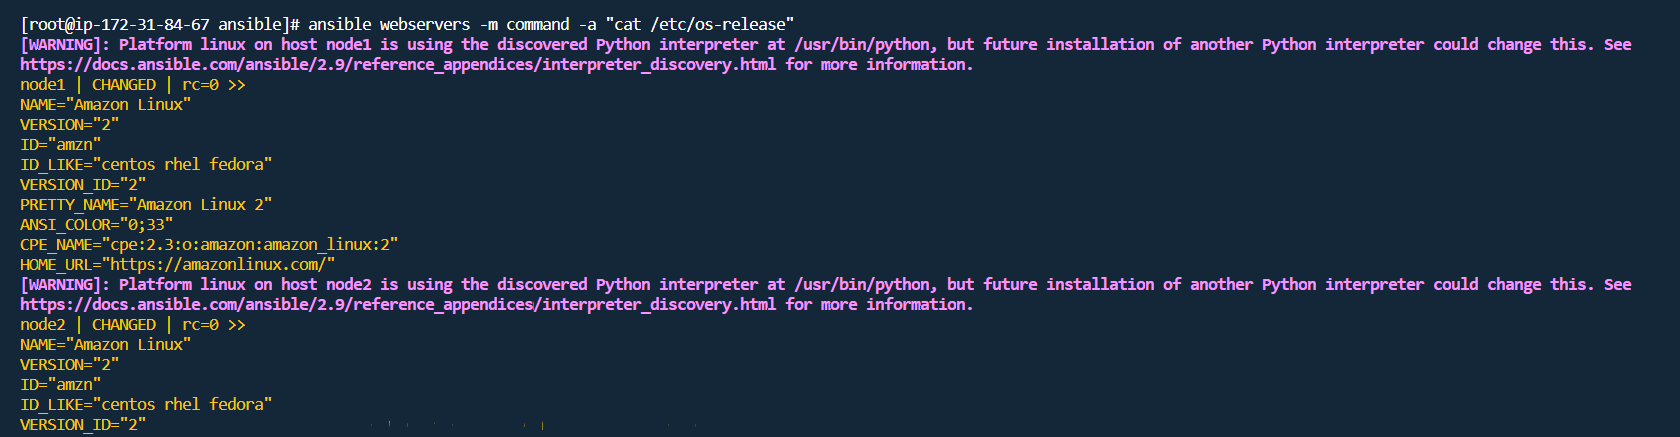 [root@ip-172-31-84-67 ansible]# ansible webservers -m command -a "cat /etc/os-release"
[WARNING]: Platform linux on host node1 is using the discovered Python interpreter at /usr/bin/python, but future installation of another Python interpreter could change this. See
https://docs.ansible.com/ansible/2.9/reference_appendices/interpreter_discovery.html for more information.
node1 | CHANGED | rc=0 >>
NAME="Amazon Linux"
VERSION="2"
ID="amzn"
ID_LIKE="centos rhel fedora"
VERSION_ID="2"
PRETTY_NAME="Amazon Linux 2"
ANSI_COLOR="0;33"
CPE_NAME="cpe:2.3:o:amazon:amazon_linux:2"
HOME_URL="https://amazonlinux.com/"
[WARNING]: Platform linux on host node2 is using the discovered Python interpreter at /usr/bin/python, but future installation of another Python interpreter could change this. See
https://docs.ansible.com/ansible/2.9/reference_appendices/interpreter_discovery.html for more information.
node2 | CHANGED | rc=0 >>
NAME="Amazon Linux"
VERSION="2"
ID="amzn"
ID_LIKE="centos rhel fedora"
VERSION_ID="2"